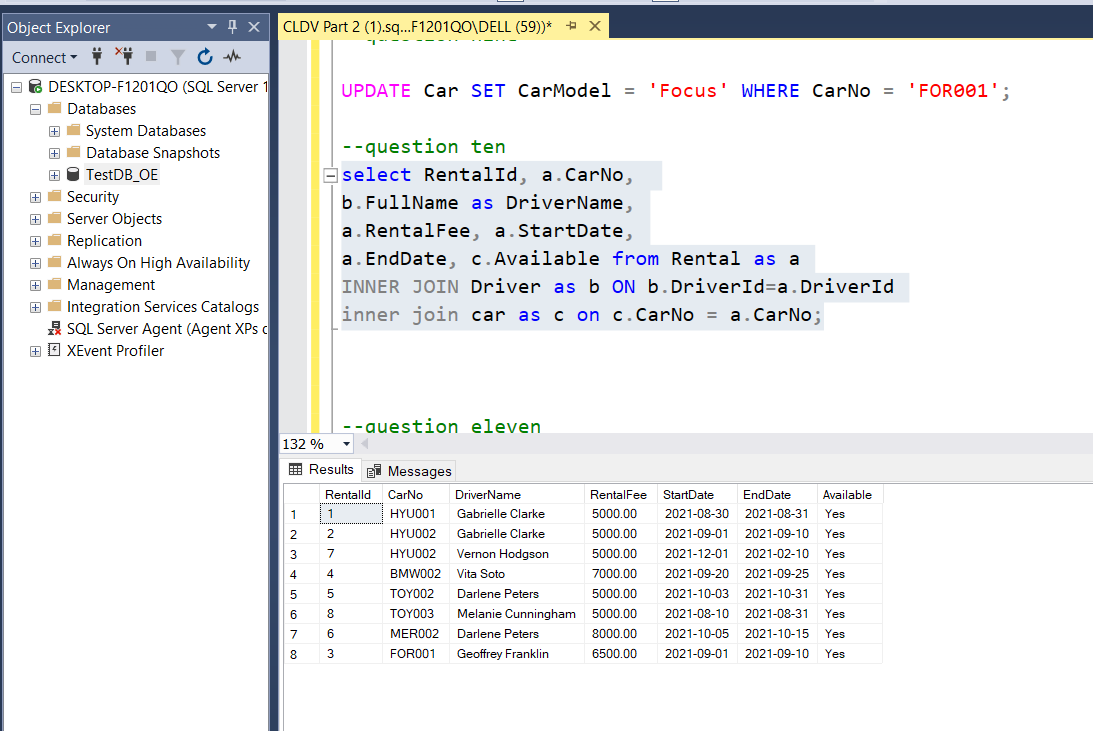 Object Explorer
Connect
DESKTOP-F1201QO (SQL Server 1
Databases
System Databases
Database Snapshots
TestDB_OE
Security
Server Objects
Replication
Always On High Availability
Management
Integration Services Catalogs
SQL Server Agent (Agent XPs
XEvent Profiler
CLDV Part 2 (1).sq...F1201QO\DELL (59))*
--question nine
UPDATE Car SET CarModel = 'Focus' WHERE CarNo = 'FOR001';
--question ten
select RentalId, a.CarNo,
b.FullName as DriverName,
a.RentalFee, a.StartDate,
a.EndDate, c.Available from Rental as a
INNER JOIN Driver as b ON b.DriverId=a.DriverId
inner join car as c on c.CarNo = a.CarNo;
--question eleven
132 %
Results Messages
RentalId CarNo DriverName RentalFee StartDate EndDate Available
1 1 HYU001 Gabrielle Clarke 5000.00 2021-08-30 2021-08-31 Yes
2 2 HYU002 Gabrielle Clarke 5000.00 2021-09-01 2021-09-10 Yes
3 7 HYU002 Vernon Hodgson 5000.00 2021-12-01 2021-02-10 Yes
4 4 BMW002 Vita Soto 7000.00 2021-09-20 2021-09-25 Yes
5 5 TOY002 Darlene Peters 5000.00 2021-10-03 2021-10-31 Yes
6 8 TOY003 Melanie Cunningham 5000.00 2021-08-10 2021-08-31 Yes
7 6 MER002 Darlene Peters 8000.00 2021-10-05 2021-10-15 Yes
8 3 FOR001 Geoffrey Franklin 6500.00 2021-09-01 2021-09-10 Yes